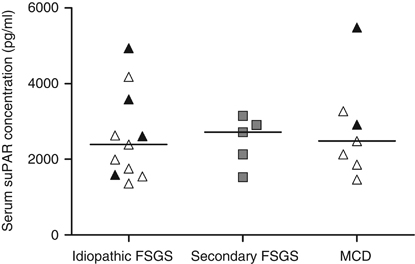 Serum suPAR concentration (pg/ml)
6000
4000
2000
0
Idiopathic FSGS
Secondary FSGS
MCD